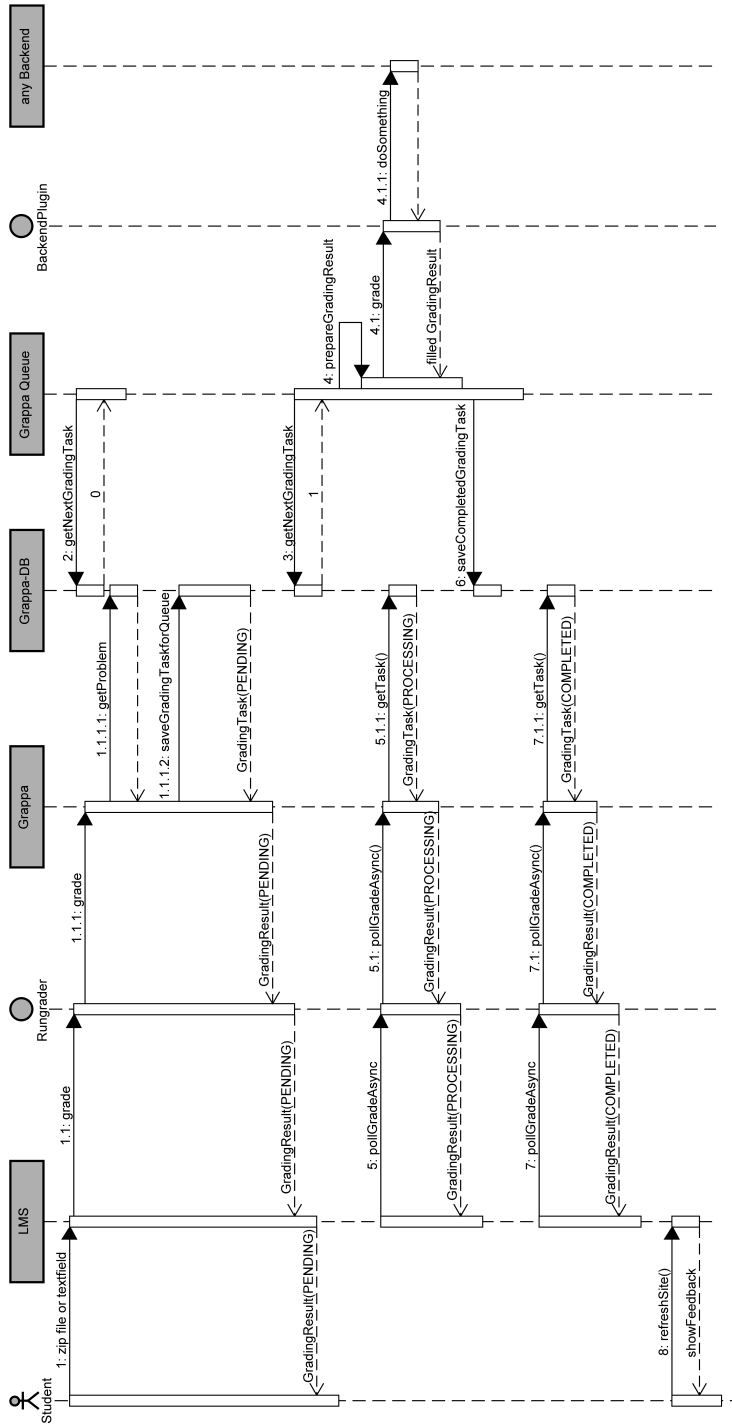 Student
LMS
Rungrader
Grappa
Grappa-DB
Grappa Queue
BackendPlugin
any Backend
1: zip file or textfield
1.1: grade
1.1.1: grade
2: getNextGradingTask
0
1.1.1.1: getProblem
1.1.1.2: saveGradingTaskforQueue
GradingTask(PENDING)
GradingResult(PENDING)
GradingResult(PENDING)
GradingResult(PENDING)
3: getNextGradingTask
1
4: prepareGradingResult
4.1: grade
4.1.1: doSomething
filled GradingResult
5: pollGradeAsync
5.1: pollGradeAsync()
5.1.1: getTask()
GradingTask(PROCESSING)
GradingResult(PROCESSING)
GradingResult(PROCESSING)
6: saveCompletedGradingTask
7: pollGradeAsync
7.1: pollGradeAsync()
7.1.1: getTask()
GradingTask(COMPLETED)
GradingResult(COMPLETED)
GradingResult(COMPLETED)
8: refreshSite()
showFeedback